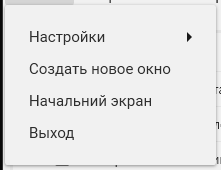 Настройки
Создать новое окно
Начальний экран
Выход